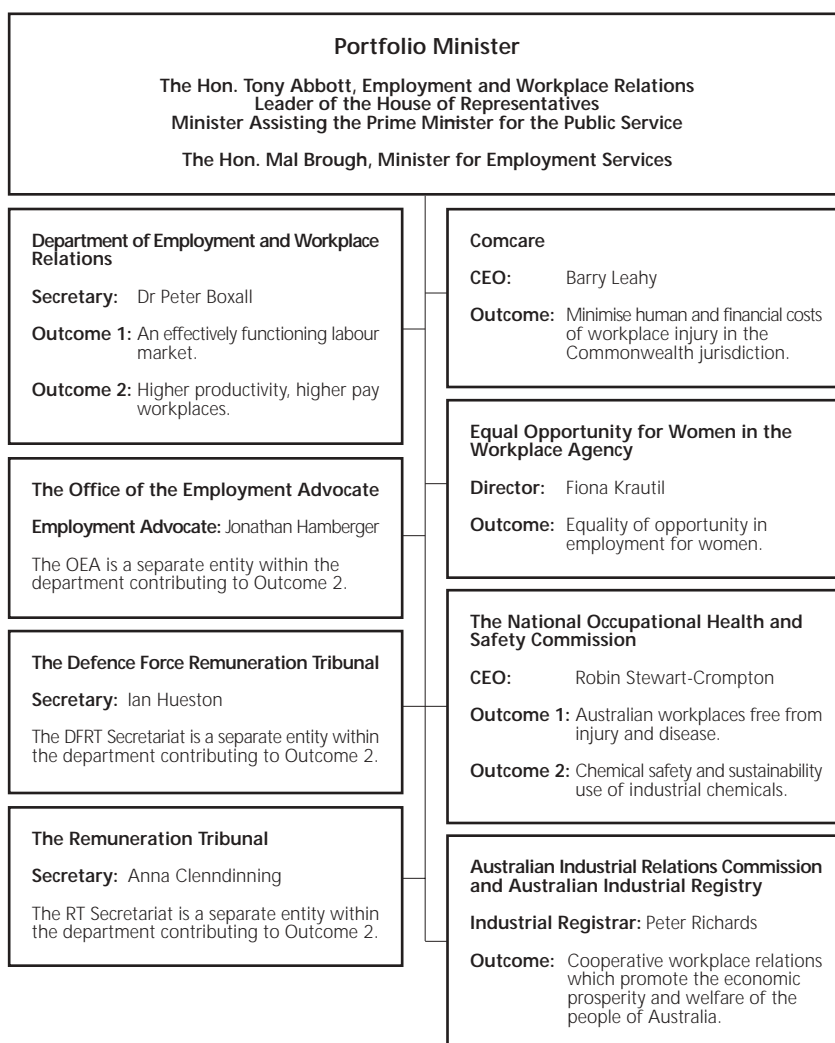 Portfolio Minister
The Hon. Tony Abbott, Employment and Workplace Relations
Leader of the House of Representatives
Minister Assisting the Prime Minister for the Public Service
The Hon. Mal Brough, Minister for Employment Services
Department of Employment and Workplace
Relations
Secretary: Dr Peter Boxall
Outcome 1: An effectively functioning labour
market.
Outcome 2: Higher productivity, higher pay
workplaces.
The Office of the Employment Advocate
Employment Advocate: Jonathan Hamberger
The OEA is a separate entity within the
department contributing to Outcome 2.
The Defence Force Remuneration Tribunal
Secretary: Ian Hueston
The DFRT Secretariat is a separate entity within
the department contributing to Outcome 2.
The Remuneration Tribunal
Secretary: Anna Clenndinning
The RT Secretariat is a separate entity within
the department contributing to Outcome 2.
Comcare
CEO: Barry Leahy
Outcome: Minimise human and financial costs
of workplace injury in the
Commonwealth jurisdiction.
Equal Opportunity for Women in the
Workplace Agency
Director: Fiona Krautil
Outcome: Equality of opportunity in
employment for women.
The National Occupational Health and
Safety Commission
CEO: Robin Stewart-Crompton
Outcome 1: Australian workplaces free from
injury and disease.
Outcome 2: Chemical safety and sustainability
use of industrial chemicals.
Australian Industrial Relations Commission
and Australian Industrial Registry
Industrial Registrar: Peter Richards
Outcome: Cooperative workplace relations
which promote the economic
prosperity and welfare of the
people of Australia.